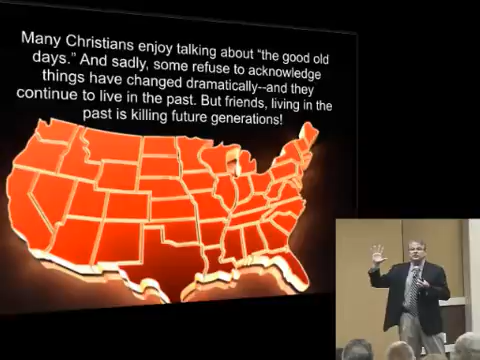 Many Christians enjoy talking about "the good old
days." And sadly, some refuse to acknowledge
things have changed dramatically--and they
continue to live in the past. But friends, living in the
past is killing future generations!